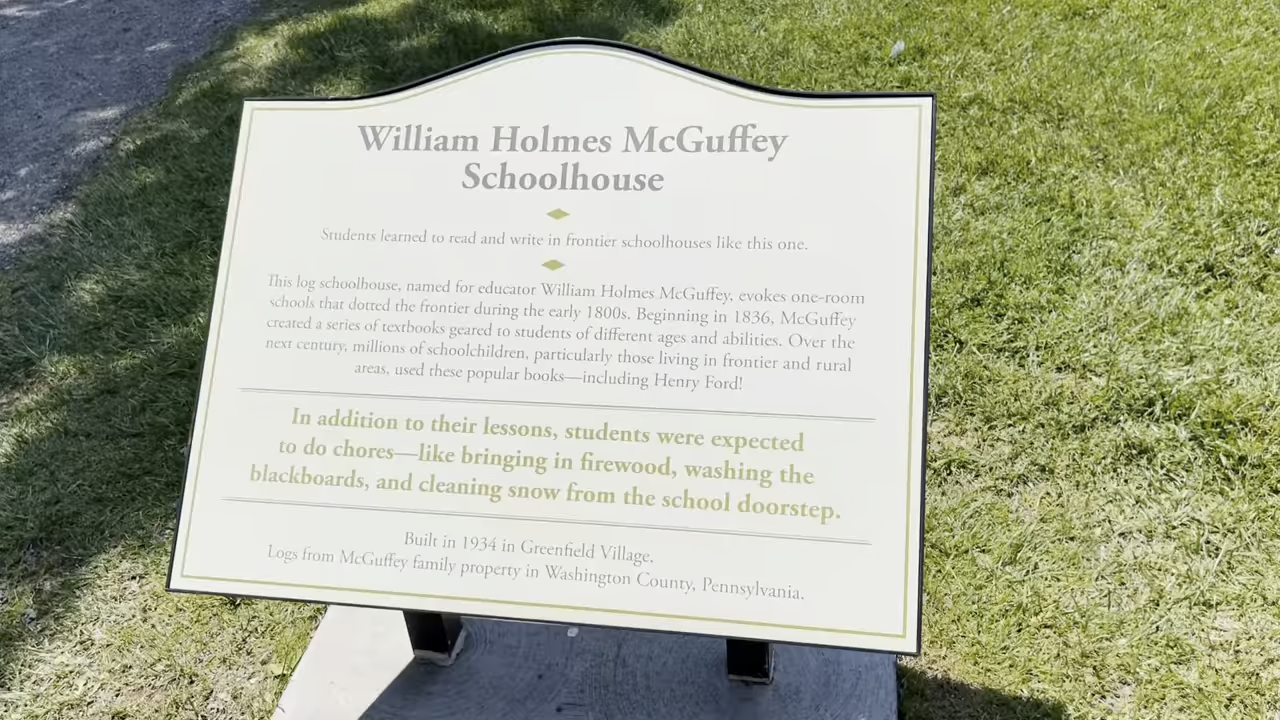 William Holmes McGuffey
Schoolhouse
Students learned to read and write in frontier schoolhouses like this one.
This log schoolhouse, named for educator William Holmes McGuffey, evokes one-room
schools that dotted the frontier during the early 1800s. Beginning in 1836, McGuffey
created a series of textbooks geared to students of different ages and abilities. Over the
next century, millions of schoolchildren, particularly those living in frontier and rural
areas, used these popular books—including Henry Ford!
In addition to their lessons, students were expected
to do chores—like bringing in firewood, washing the
blackboards, and cleaning snow from the school doorstep.
Built in 1934 in Greenfield Village.
Logs from McGuffey family property in Washington County, Pennsylvania.